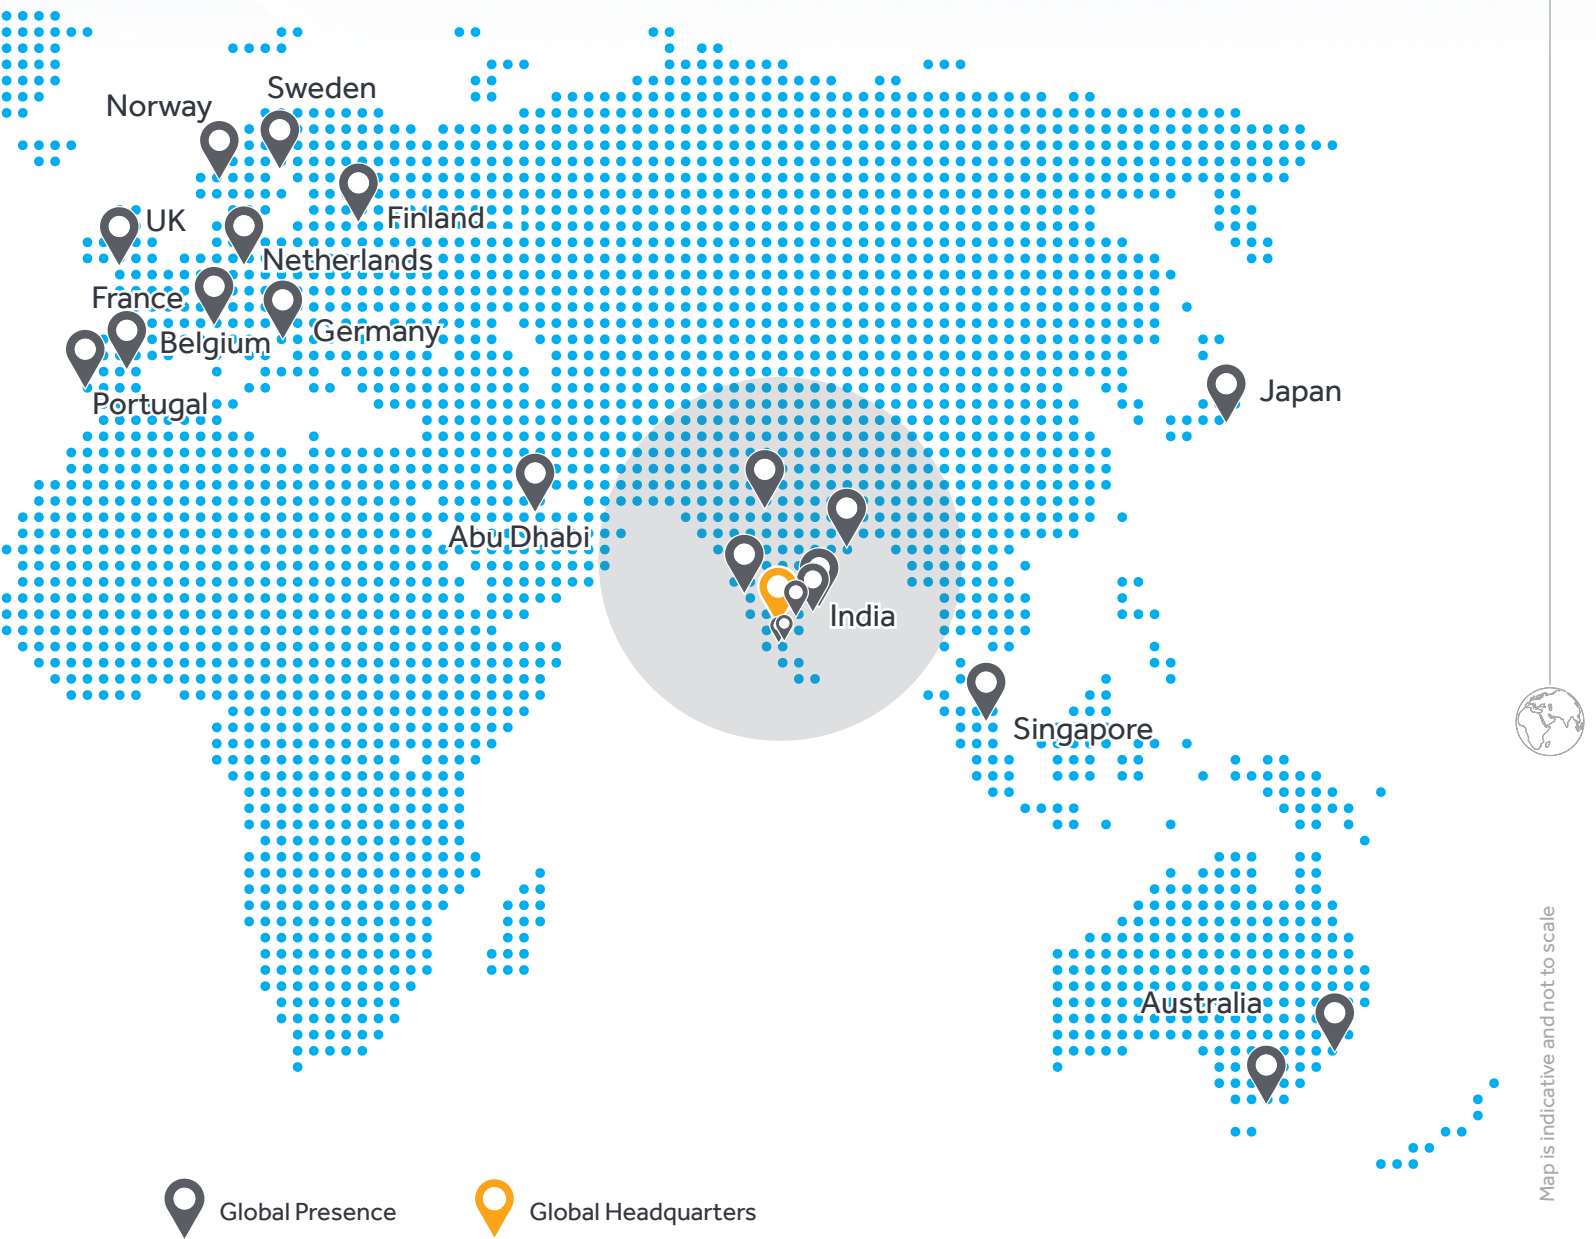 Sweden
Norway
UK
Finland
Netherlands
France
Germany
Belgium
Portugal
Japan
Abu Dhabi
India
Singapore
Australia
Map is indicative and not to scale
Global Presence
Global Headquarters